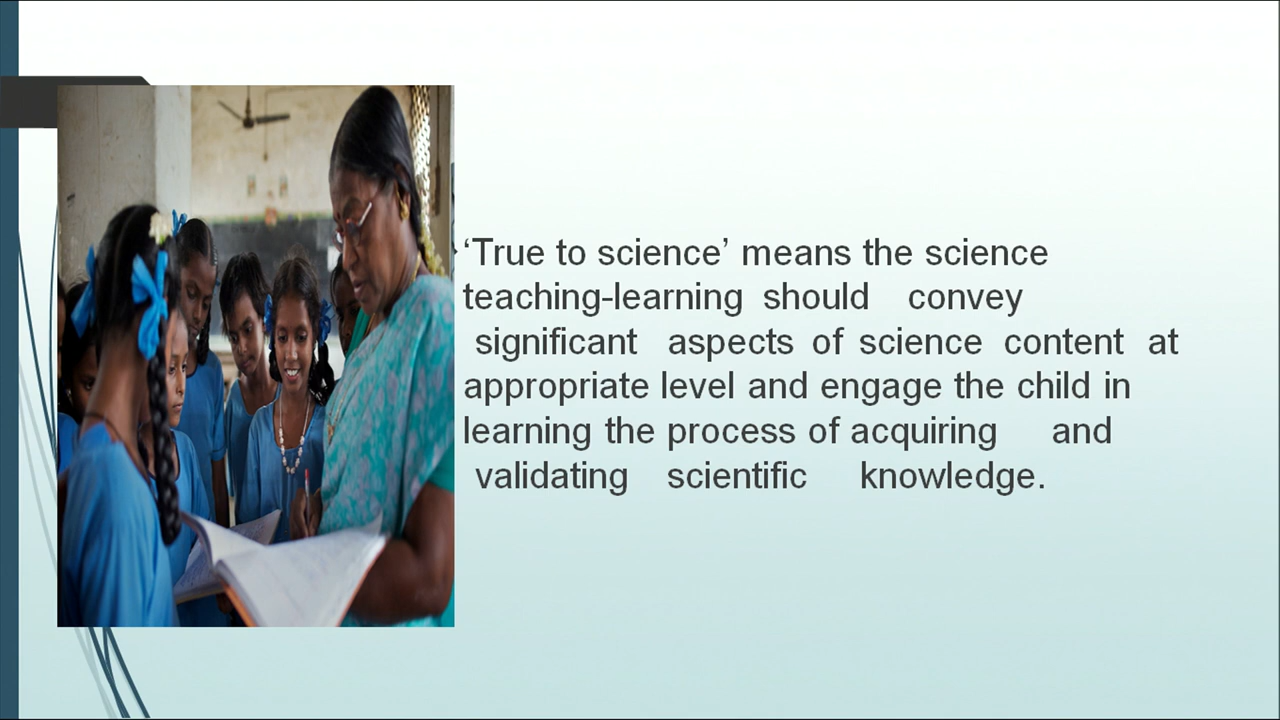 ‘True to science’ means the science
teaching-learning should convey
significant aspects of science content at
appropriate level and engage the child in
learning the process of acquiring and
validating scientific knowledge.